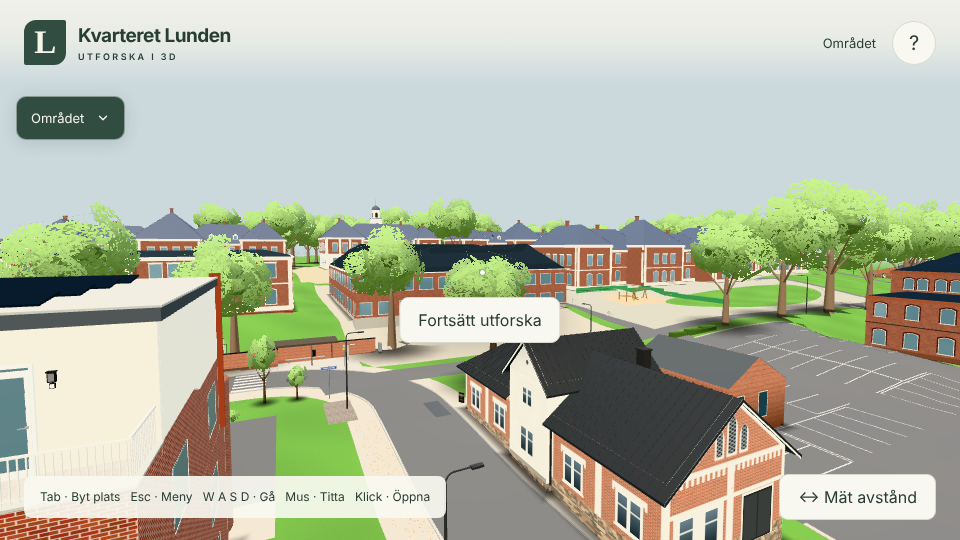 L
Kvarteret Lunden
UTFORSKA I 3D
Området
?
Området
Fortsätt utforska
Tab · Byt plats Esc · Meny W A S D · Gå Mus · Titta Klick · Öppna
Mät avstånd